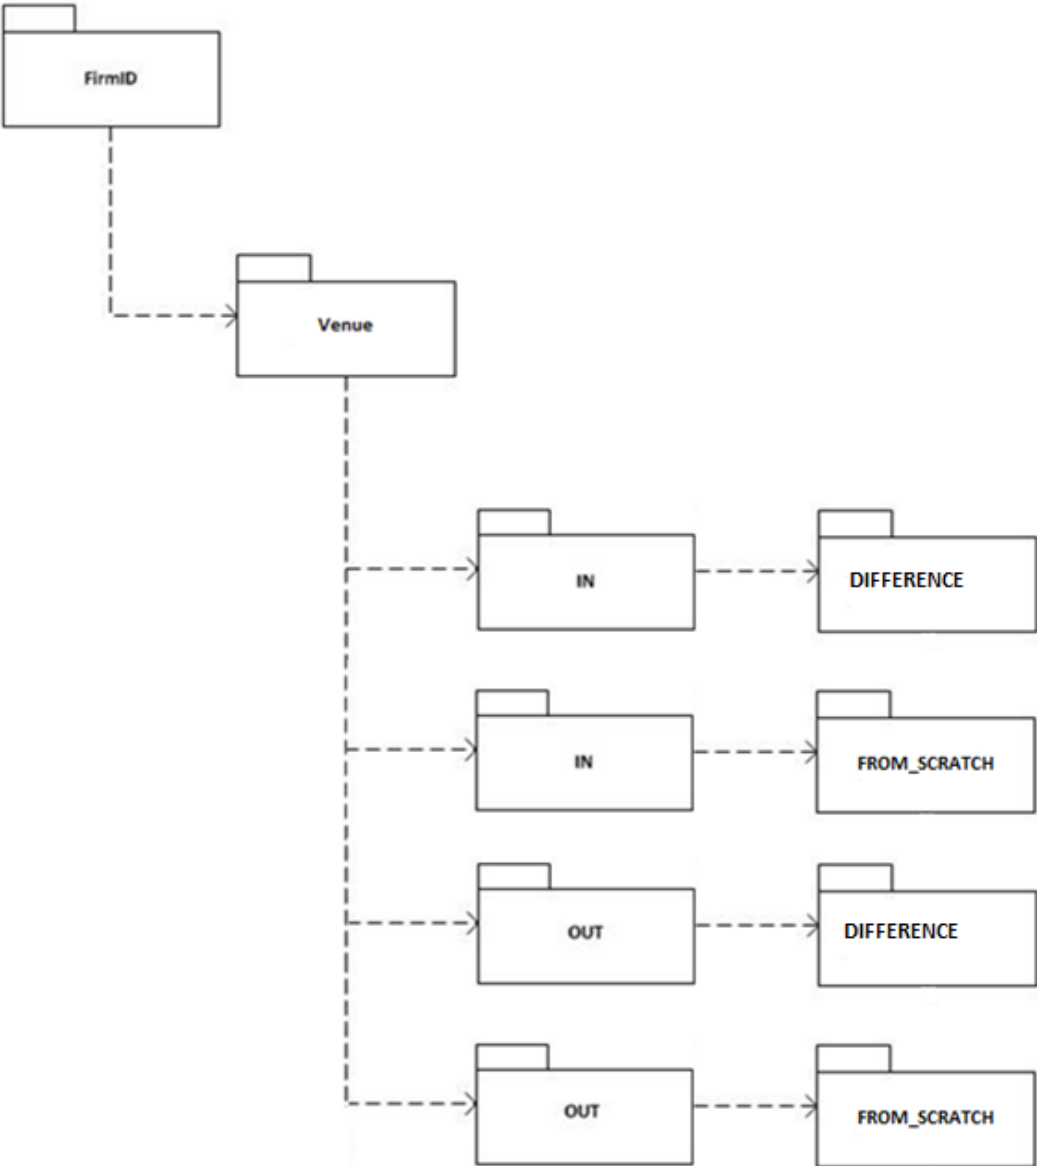 FirmID
Venue
IN
DIFFERENCE
IN
FROM_SCRATCH
OUT
DIFFERENCE
OUT
FROM_SCRATCH